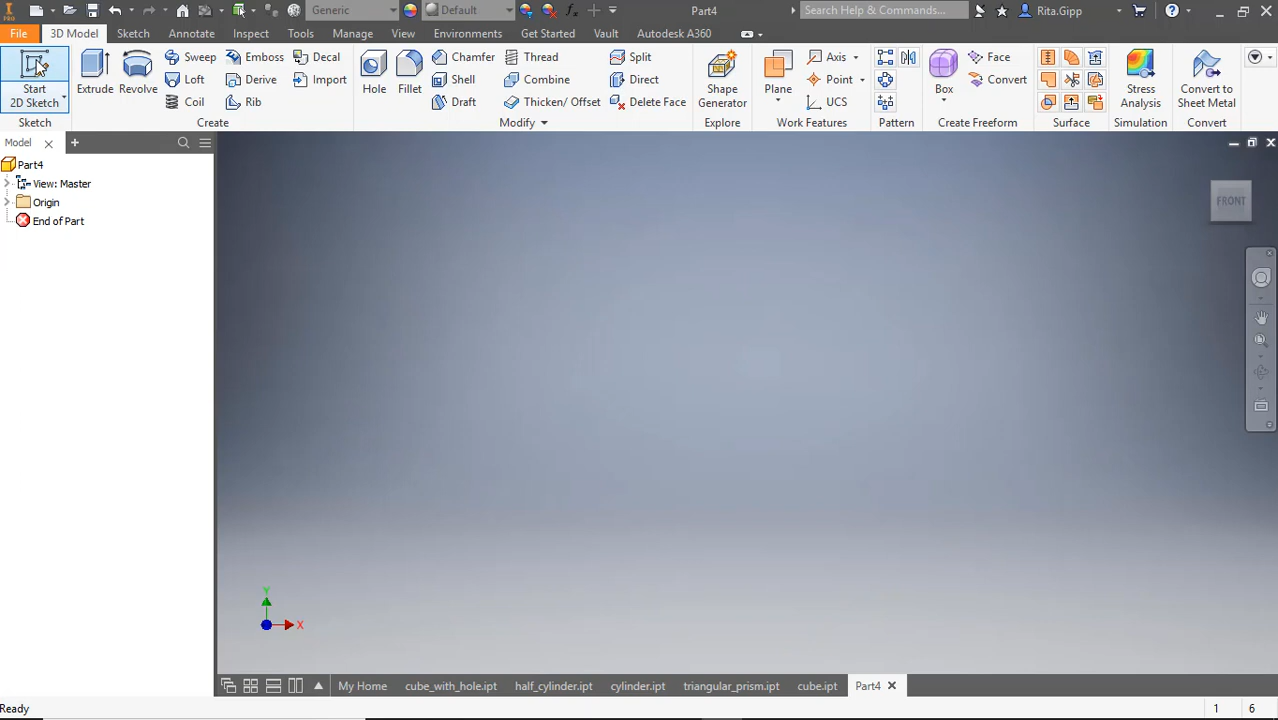 PRO Generic Default fx Part4 Search Help & Commands... Rita.Gipp ?
File 3D Model Sketch Annotate Inspect Tools Manage View Environments Get Started Vault Autodesk A360
Start
2D Sketch
Extrude Revolve
Sweep Emboss Decal
Loft Derive Import
Coil Rib
Hole Fillet
Chamfer Thread Split
Shell Combine Direct
Draft Thicken/ Offset Delete Face
Shape
Generator
Plane
Axis
Point
UCS
Box
Face
Convert
Stress
Analysis
Convert to
Sheet Metal
Sketch Create Modify Explore Work Features Pattern Create Freeform Surface Simulation Convert
Model
Part4
View: Master
Origin
End of Part
FRONT
Y
X
My Home cube_with_hole.ipt half_cylinder.ipt cylinder.ipt triangular_prism.ipt cube.ipt Part4
Ready 1 6